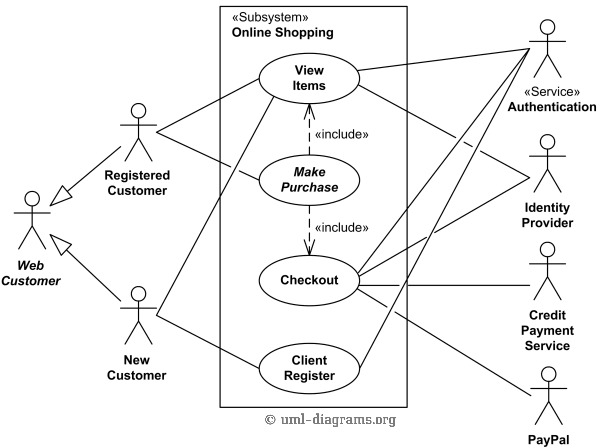 «Subsystem»
Online Shopping
View
Items
«include»
Make
Purchase
«include»
Checkout
Client
Register
Registered
Customer
Web
Customer
New
Customer
«Service»
Authentication
Identity
Provider
Credit
Payment
Service
PayPal
© uml-diagrams.org